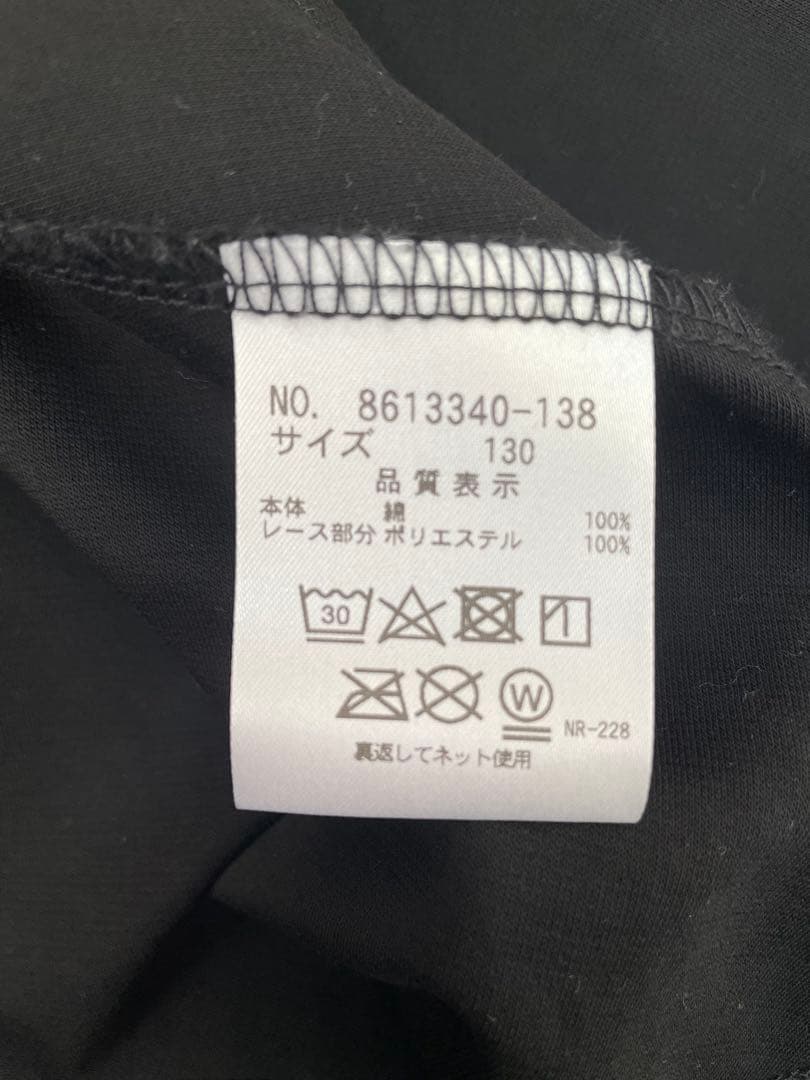 NO. 8613340-138
サイズ 130
品質表示
本体 綿 100%
レース部分 ポリエステル 100%
30
W
NR-228
裏返してネット使用